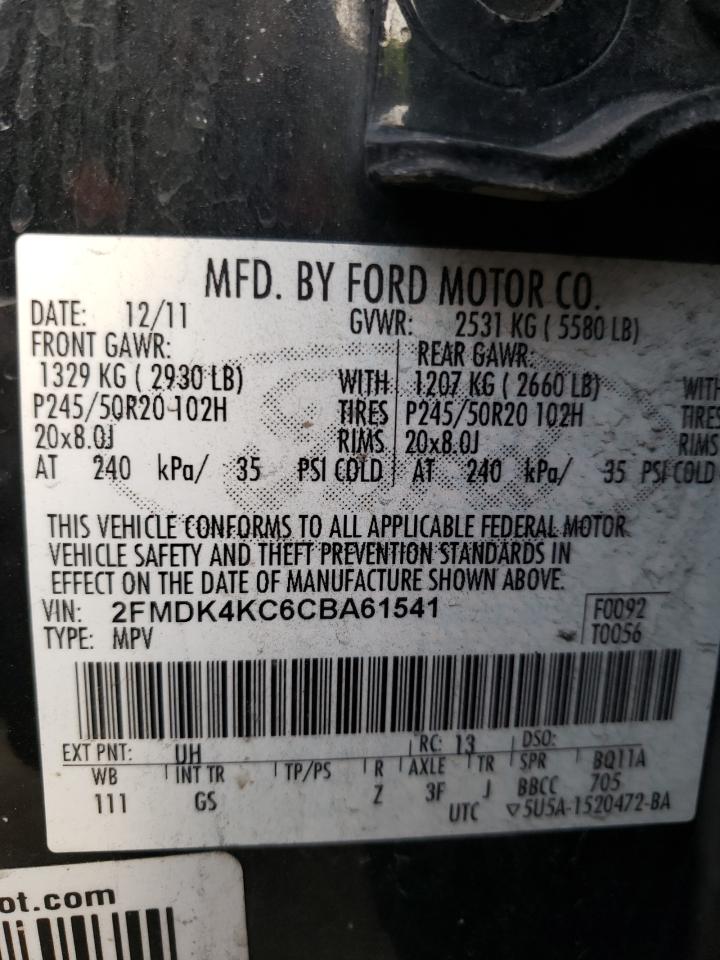 MFD. BY FORD MOTOR CO.
DATE: 12/11 GVWR: 2531 KG ( 5580 LB)
FRONT GAWR: REAR GAWR:
1329 KG ( 2930 LB) WITH 1207 KG ( 2660 LB) WITH
P245/50R20 102H TIRES P245/50R20 102H TIRES
20x8.0J RIMS 20x8.0J RIMS
AT 240 kPa/ 35 PSI COLD AT 240 kPa/ 35 PSI COLD
THIS VEHICLE CONFORMS TO ALL APPLICABLE FEDERAL MOTOR
VEHICLE SAFETY AND THEFT PREVENTION STANDARDS IN
EFFECT ON THE DATE OF MANUFACTURE SHOWN ABOVE.
VIN: 2FMDK4KC6CBA61541 F0092
TYPE: MPV T0056
EXT PNT: UH RC: 13 DSO:
WB INT TR TP/PS R AXLE TR SPR BQ11A
111 GS Z 3F J BBCC 705
UTC ▽5U5A-1520472-BA
ot.com